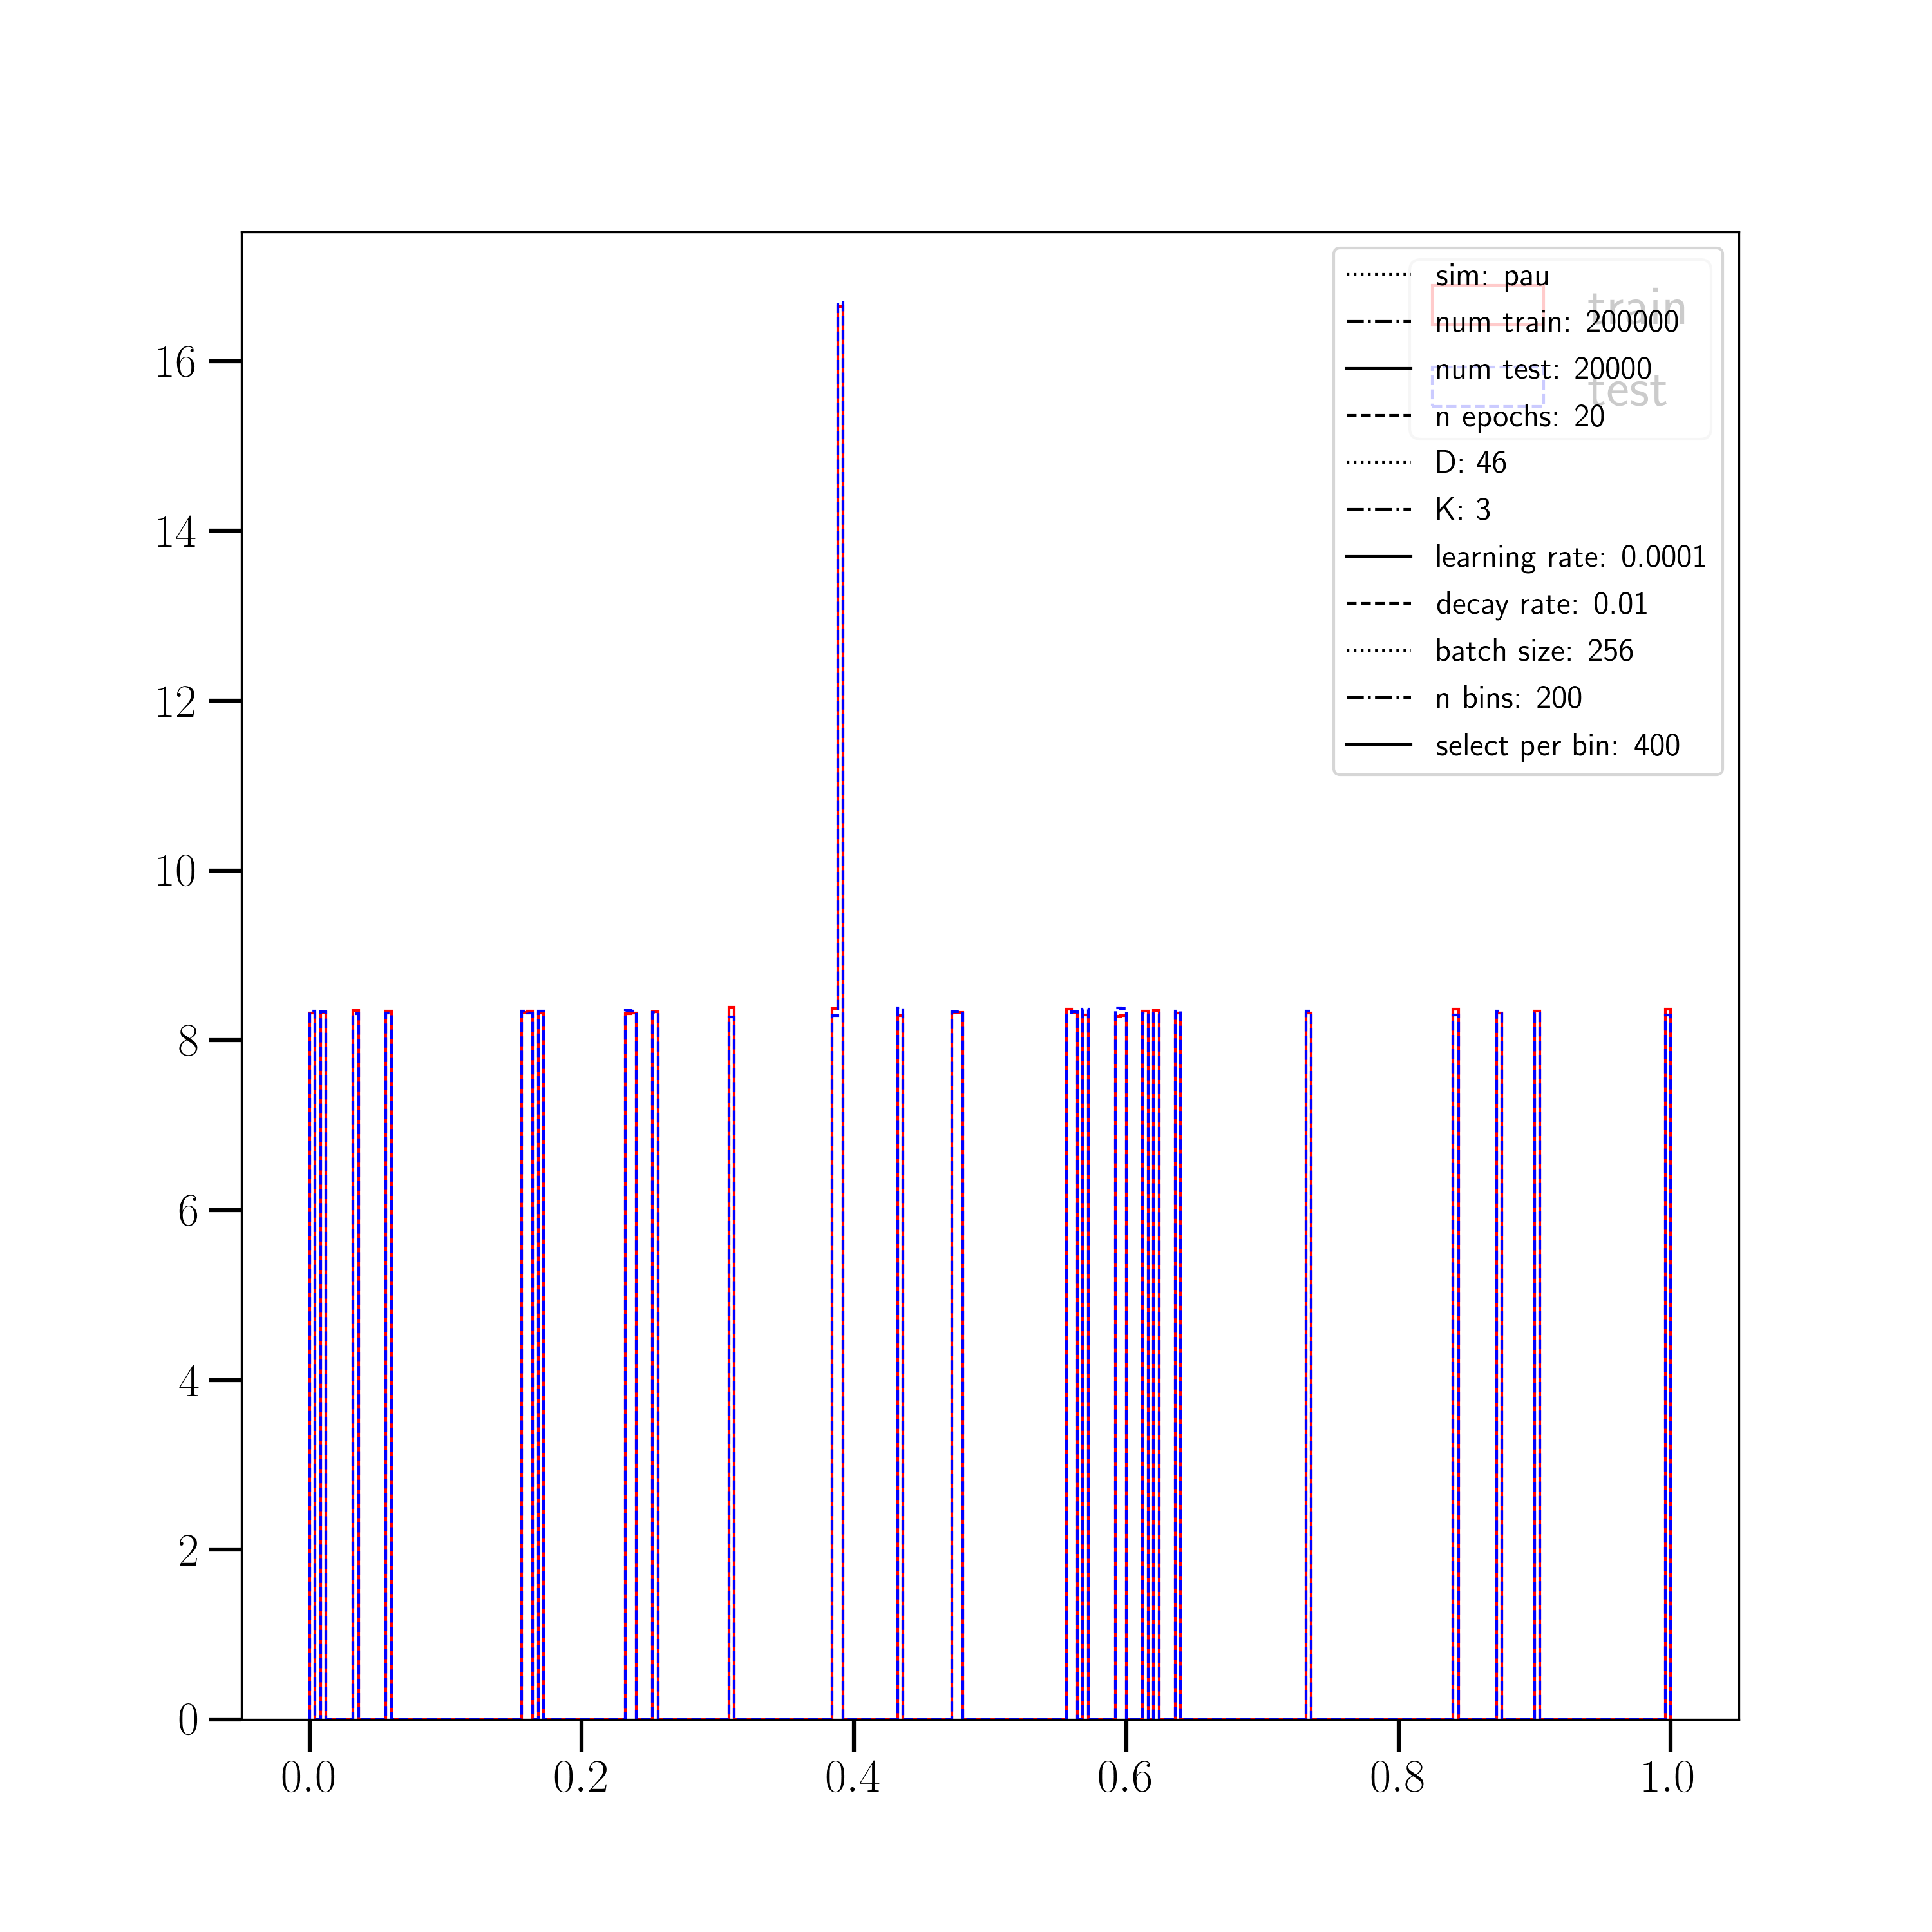 sim: pau
train
num train: 200000
num test: 20000
test
n epochs: 20
D: 46
K: 3
learning rate: 0.0001
decay rate: 0.01
batch size: 256
n bins: 200
select per bin: 400
16
14
12
10
8
6
4
2
0
0.0 0.2 0.4 0.6 0.8 1.0